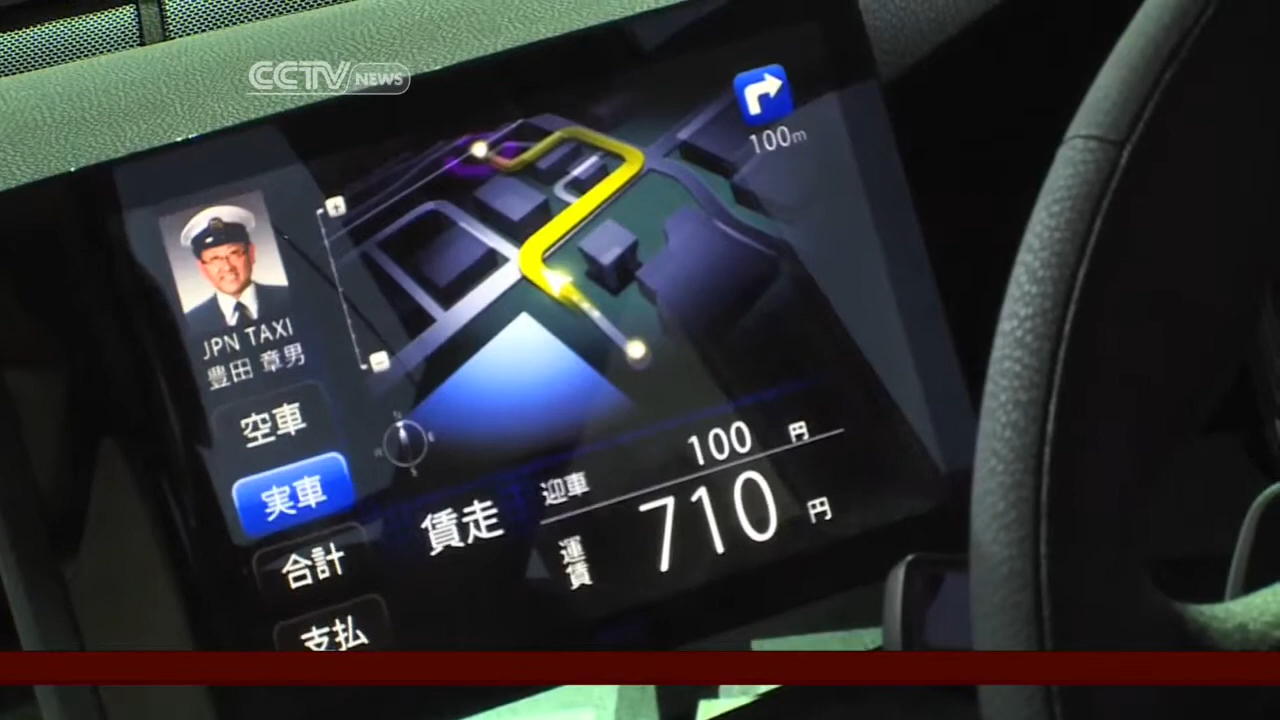 CCTV NEWS
100m
JPN TAXI
豊田 章男
空車
実車
合計
支払
賃走
迎車 100 円
運賃 710 円